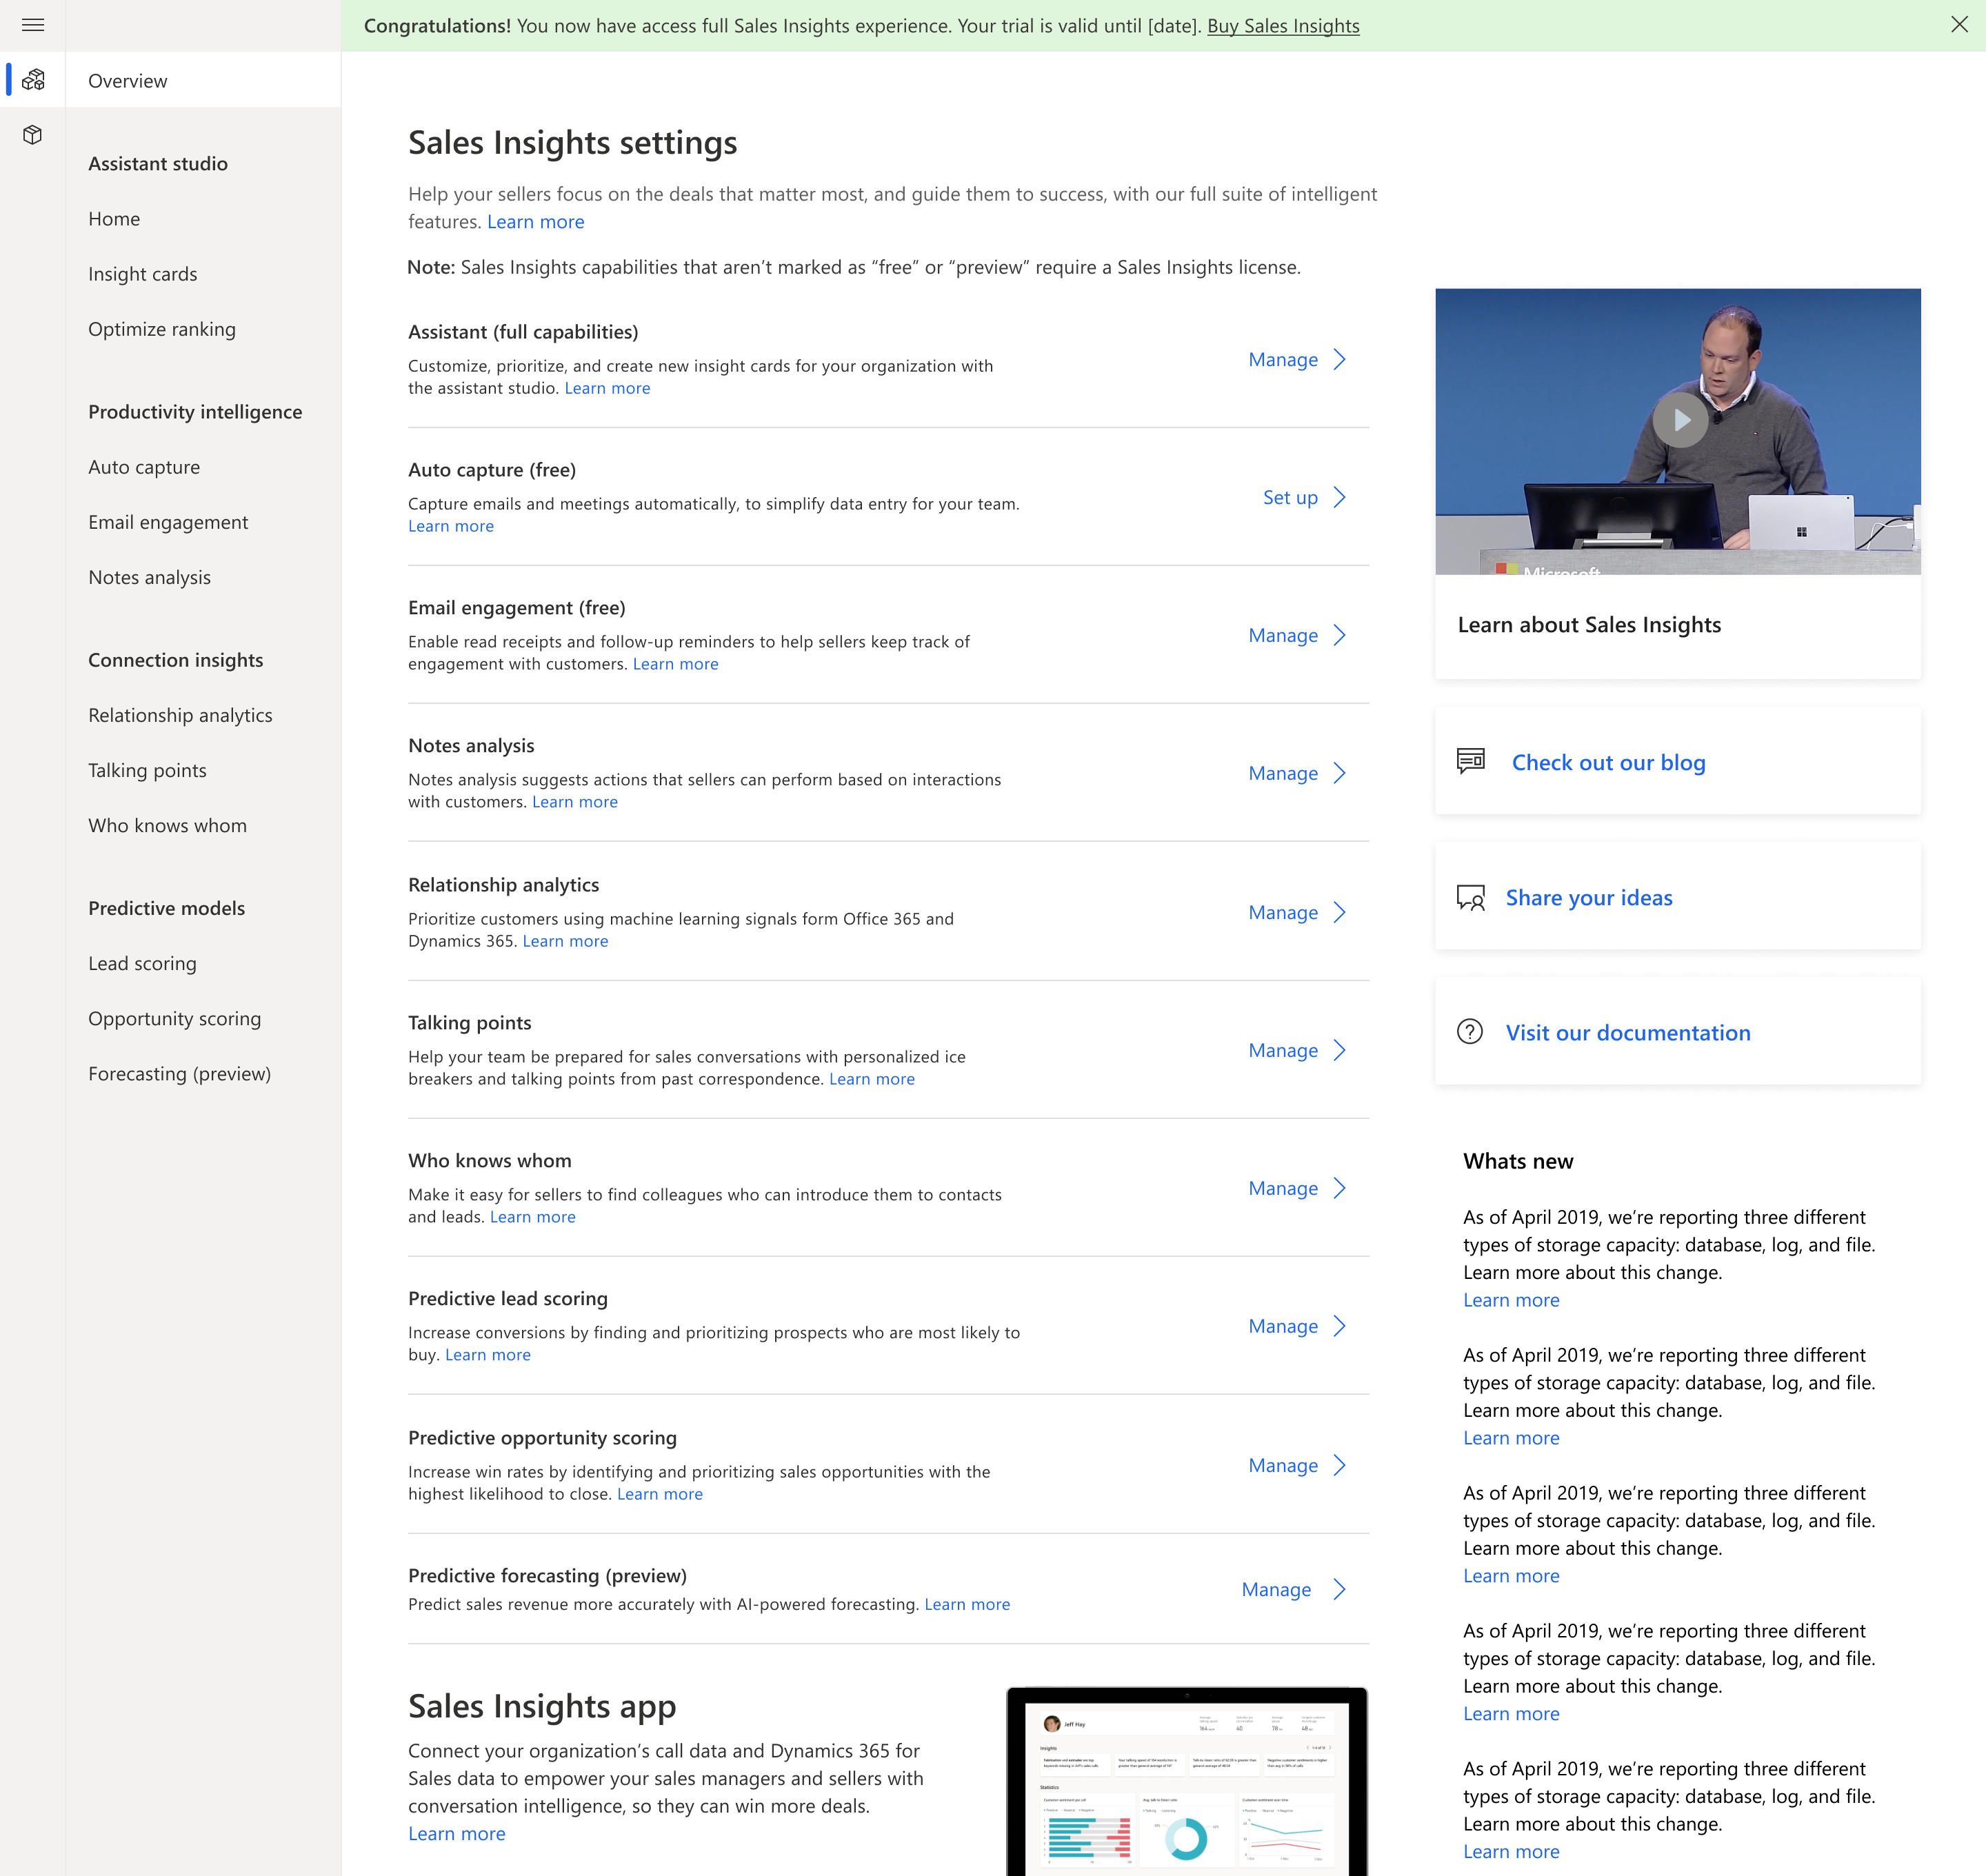 Congratulations! You now have access full Sales Insights experience. Your trial is valid until [date]. Buy Sales Insights
Overview
Assistant studio
Home
Insight cards
Optimize ranking
Productivity intelligence
Auto capture
Email engagement
Notes analysis
Connection insights
Relationship analytics
Talking points
Who knows whom
Predictive models
Lead scoring
Opportunity scoring
Forecasting (preview)
Sales Insights settings
Help your sellers focus on the deals that matter most, and guide them to success, with our full suite of intelligent
features. Learn more
Note: Sales Insights capabilities that aren’t marked as “free” or “preview” require a Sales Insights license.
Assistant (full capabilities)
Customize, prioritize, and create new insight cards for your organization with
the assistant studio. Learn more
Manage
Auto capture (free)
Capture emails and meetings automatically, to simplify data entry for your team.
Learn more
Set up
Email engagement (free)
Enable read receipts and follow-up reminders to help sellers keep track of
engagement with customers. Learn more
Manage
Notes analysis
Notes analysis suggests actions that sellers can perform based on interactions
with customers. Learn more
Manage
Relationship analytics
Prioritize customers using machine learning signals form Office 365 and
Dynamics 365. Learn more
Manage
Talking points
Help your team be prepared for sales conversations with personalized ice
breakers and talking points from past correspondence. Learn more
Manage
Who knows whom
Make it easy for sellers to find colleagues who can introduce them to contacts
and leads. Learn more
Manage
Predictive lead scoring
Increase conversions by finding and prioritizing prospects who are most likely to
buy. Learn more
Manage
Predictive opportunity scoring
Increase win rates by identifying and prioritizing sales opportunities with the
highest likelihood to close. Learn more
Manage
Predictive forecasting (preview)
Predict sales revenue more accurately with AI-powered forecasting. Learn more
Manage
Sales Insights app
Connect your organization’s call data and Dynamics 365 for
Sales data to empower your sales managers and sellers with
conversation intelligence, so they can win more deals.
Learn more
Jeff Hay
Insights
Statistics
Microsoft
Learn about Sales Insights
Check out our blog
Share your ideas
Visit our documentation
Whats new
As of April 2019, we’re reporting three different
types of storage capacity: database, log, and file.
Learn more about this change.
Learn more
As of April 2019, we’re reporting three different
types of storage capacity: database, log, and file.
Learn more about this change.
Learn more
As of April 2019, we’re reporting three different
types of storage capacity: database, log, and file.
Learn more about this change.
Learn more
As of April 2019, we’re reporting three different
types of storage capacity: database, log, and file.
Learn more about this change.
Learn more
As of April 2019, we’re reporting three different
types of storage capacity: database, log, and file.
Learn more about this change.
Learn more